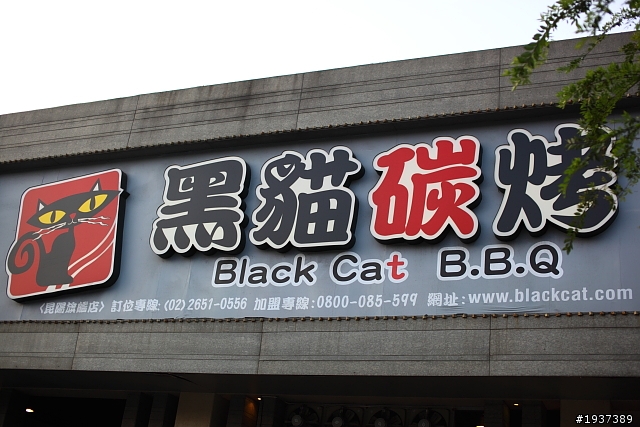 黑貓碳烤
Black Cat B.B.Q
〈昆陽旗艦店〉 訂位專線:(02)2651-0556 加盟專線:0800-085-599 網址:www.blackcat.com
#1937389